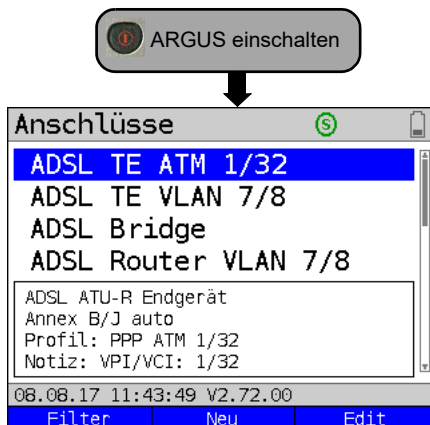 ARGUS einschalten
Anschlüsse S
ADSL TE ATM 1/32
ADSL TE VLAN 7/8
ADSL Bridge
ADSL Router VLAN 7/8
ADSL ATU-R Endgerät
Annex B/J auto
Profil: PPP ATM 1/32
Notiz: VPI/VCI: 1/32
08.08.17 11:43:49 V2.72.00
Filter Neu Edit